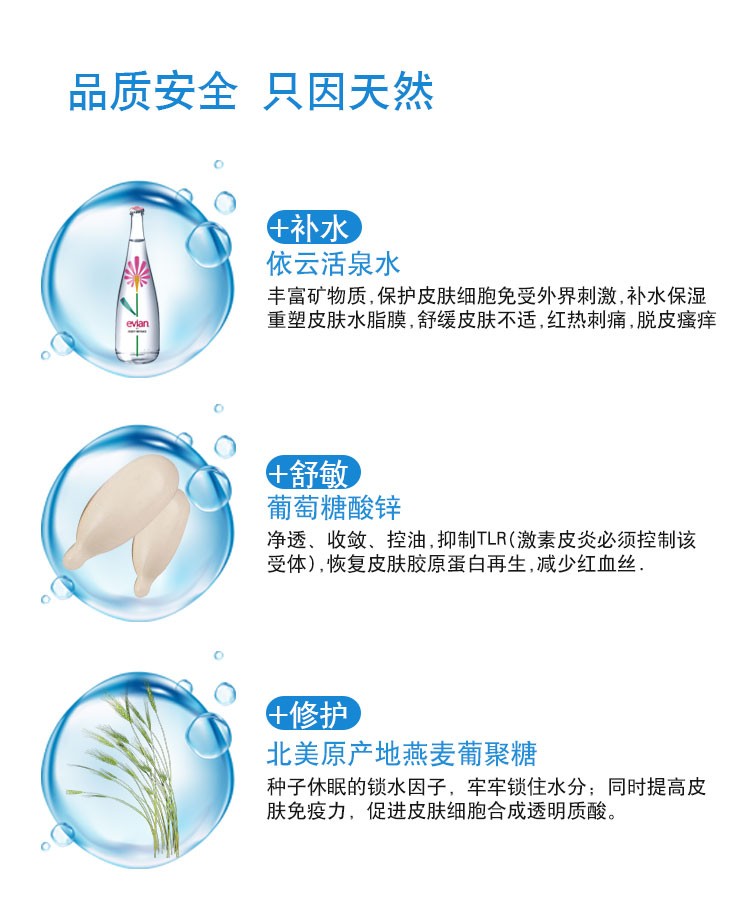 品质安全 只因天然
+补水
依云活泉水
丰富矿物质,保护皮肤细胞免受外界刺激,补水保湿
重塑皮肤水脂膜,舒缓皮肤不适,红热刺痛,脱皮瘙痒
evian
+舒敏
葡萄糖酸锌
净透、收敛、控油,抑制TLR(激素皮炎必须控制该
受体),恢复皮肤胶原蛋白再生,减少红血丝.
+修护
北美原产地燕麦葡聚糖
种子休眠的锁水因子，牢牢锁住水分；同时提高皮
肤免疫力，促进皮肤细胞合成透明质酸。